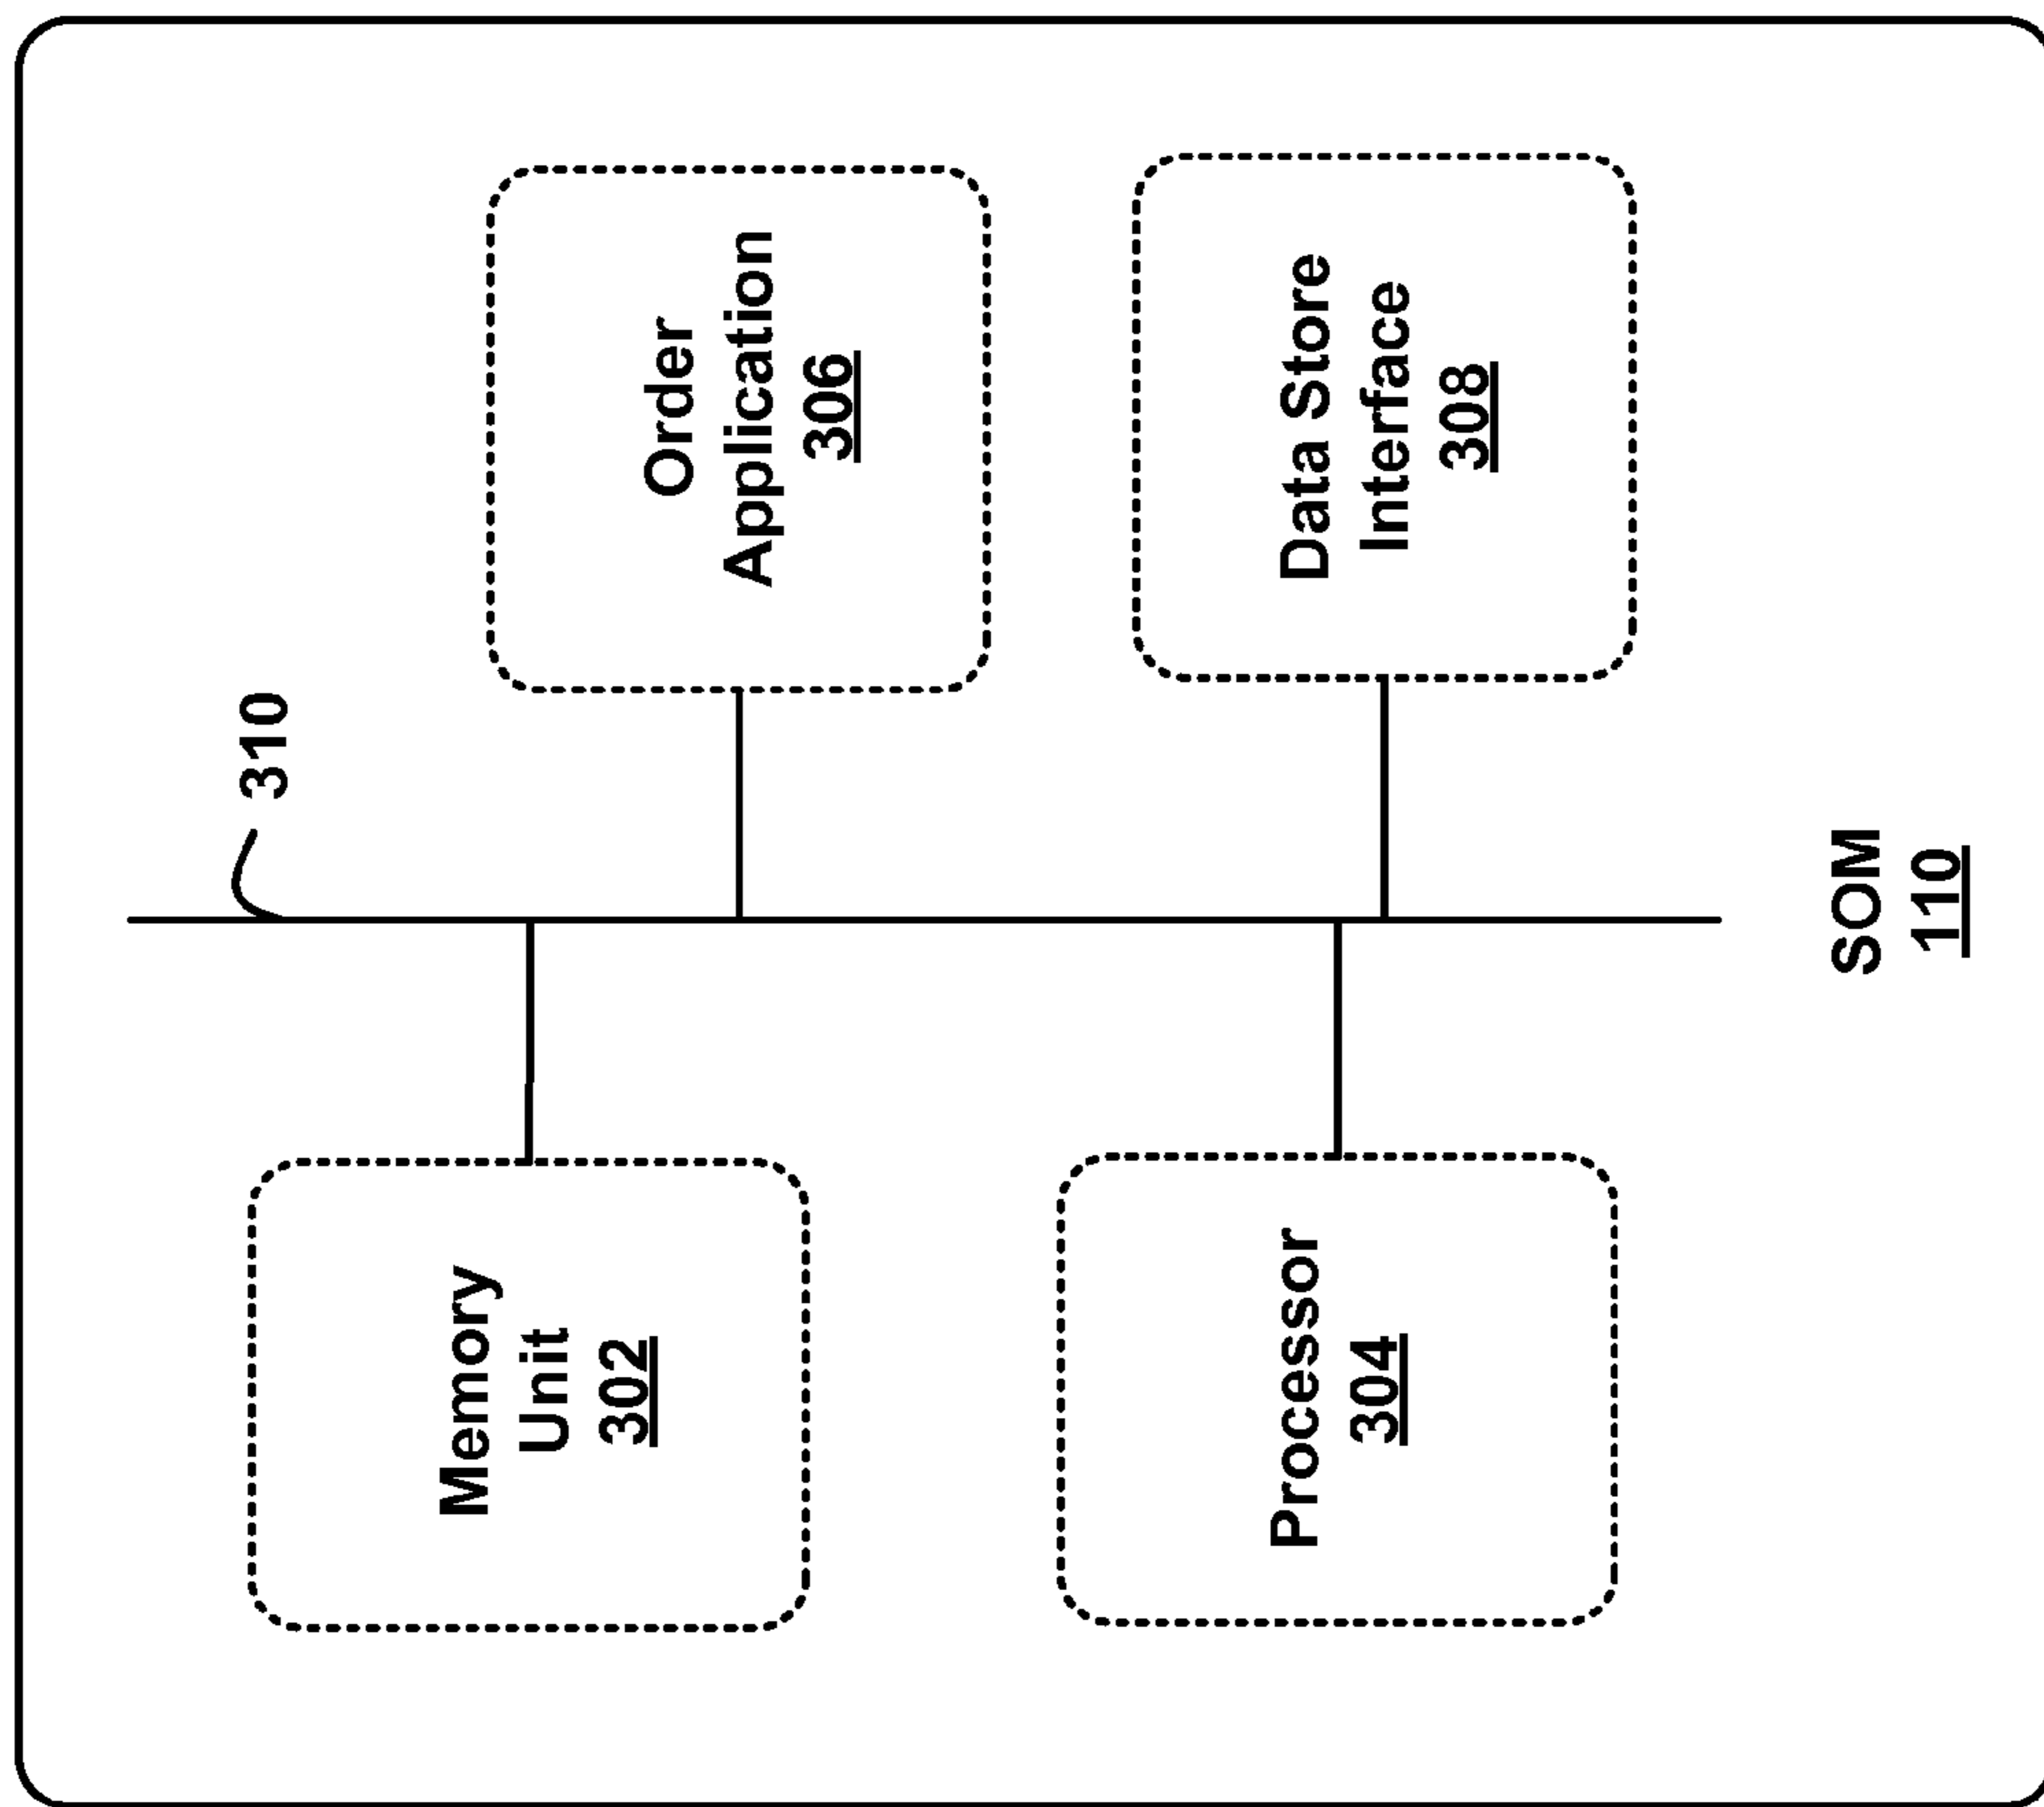 310
Memory
Unit
302
Order
Application
306
Processor
304
Data Store
Interface
308
SOM
110